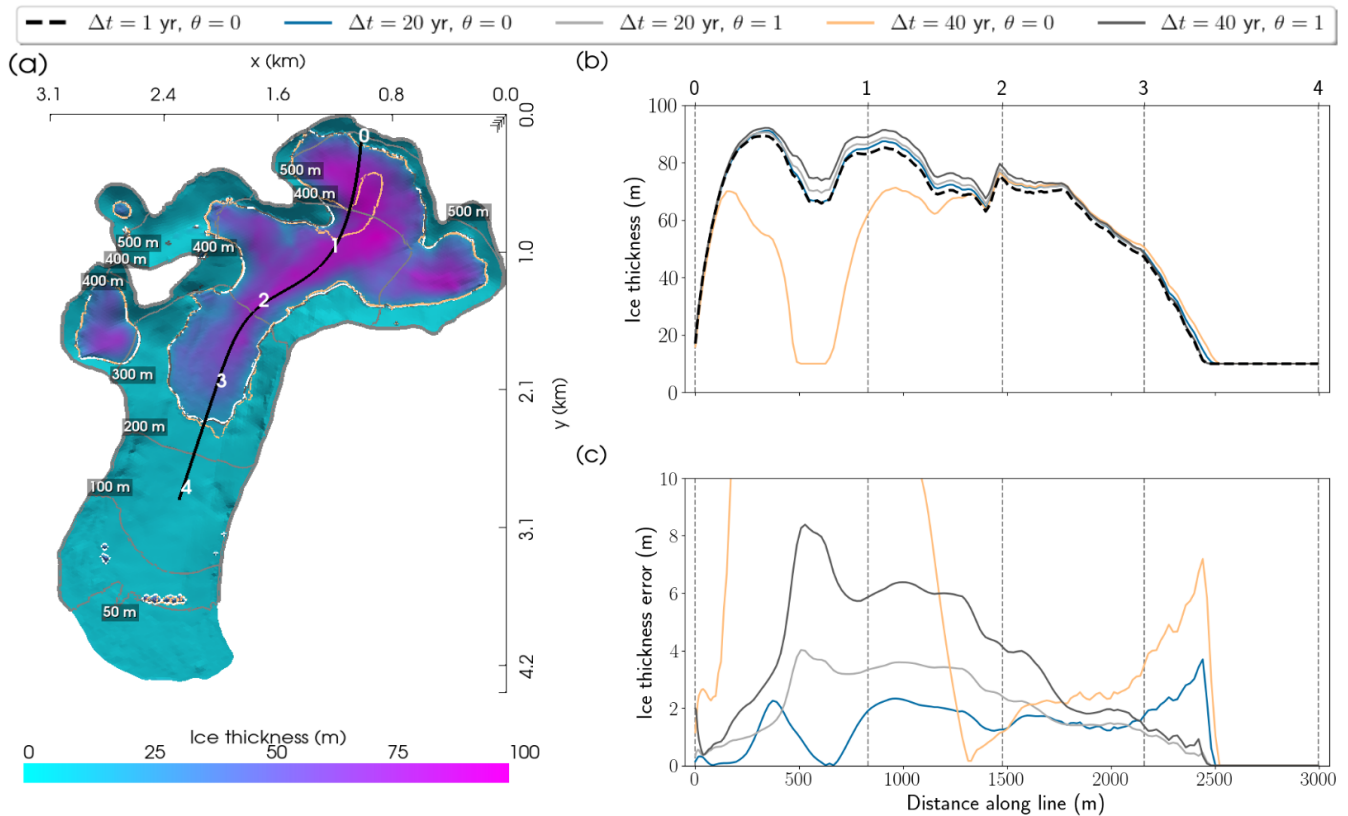 Δt = 1 yr, θ = 0 Δt = 20 yr, θ = 0 Δt = 20 yr, θ = 1 Δt = 40 yr, θ = 0 Δt = 40 yr, θ = 1
(a)
x (km)
3.1 2.4 1.6 0.8 0.0
0.0
1.0
2.1
3.1
4.2
y (km)
0
1
2
3
4
500 m
400 m
500 m
500 m
400 m
400 m
400 m
300 m
200 m
100 m
50 m
Ice thickness (m)
0 25 50 75 100
(b)
0 1 2 3 4
100
80
60
40
20
0
Ice thickness (m)
(c)
10
8
6
4
2
0
Ice thickness error (m)
0 500 1000 1500 2000 2500 3000
Distance along line (m)